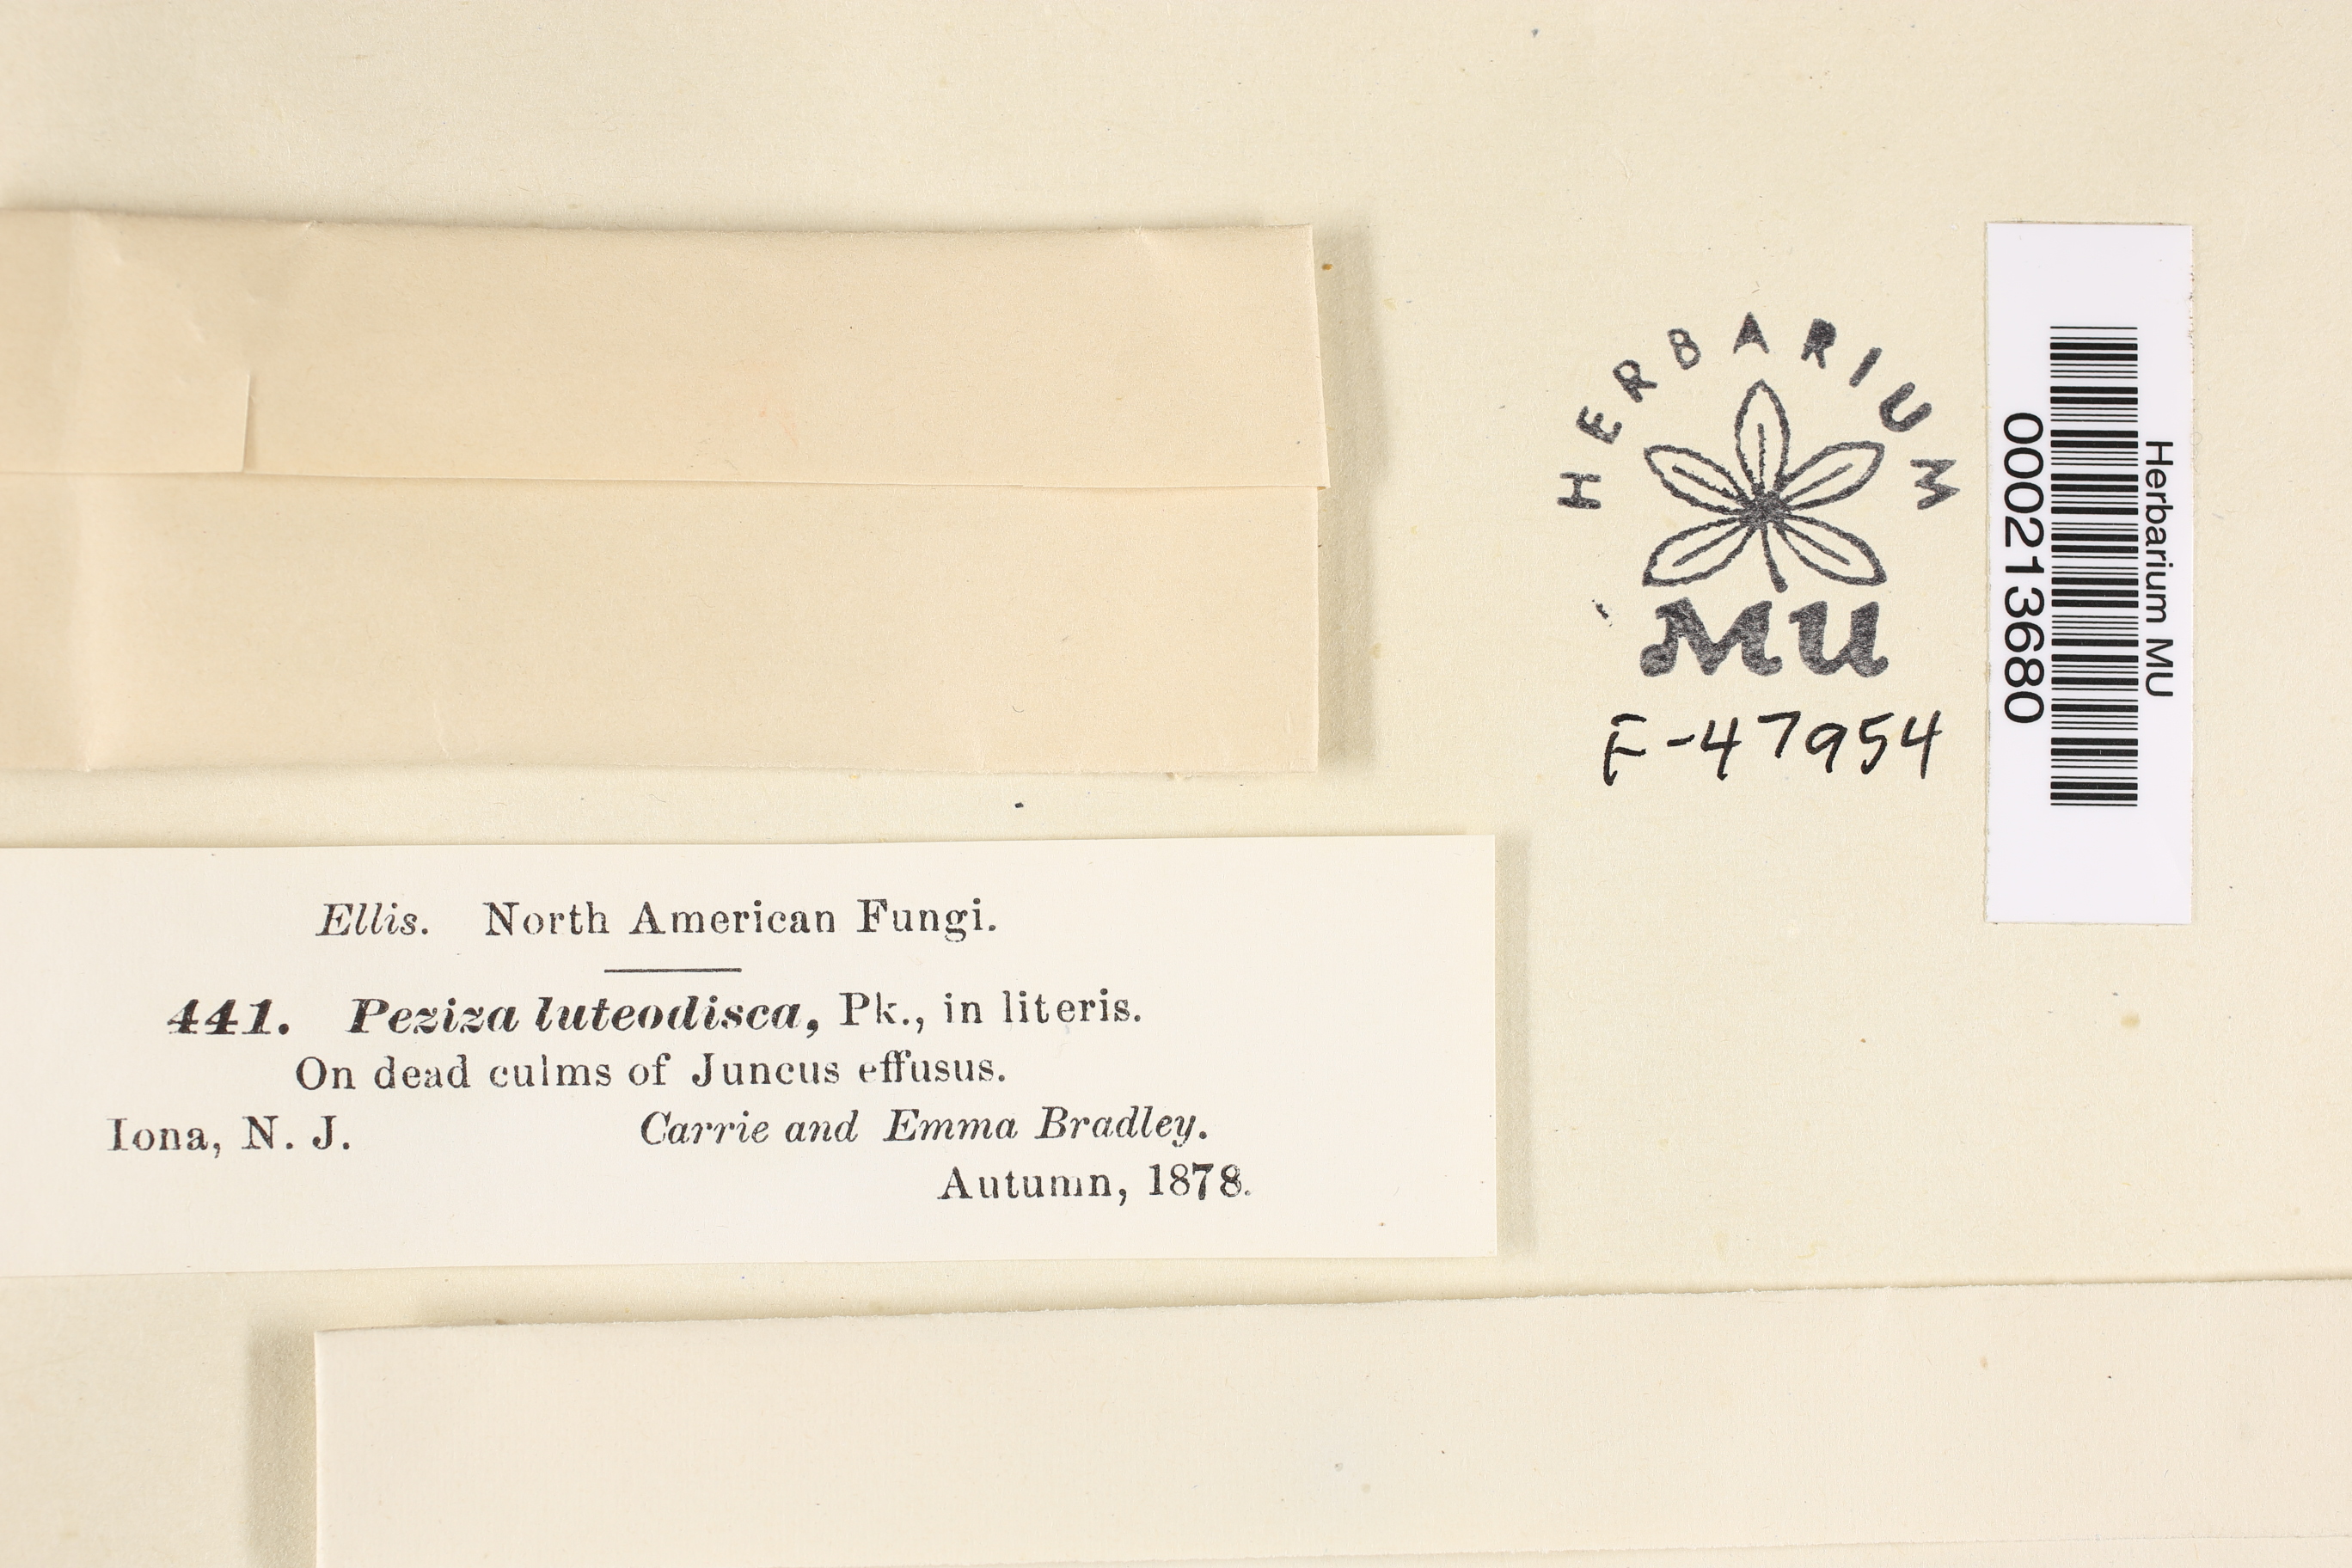 HERBARIUM
MU
F-47954
Herbarium MU
000213680
Ellis. North American Fungi.
441. Peziza luteodisca, Pk., in literis.
On dead culms of Juncus effusus.
Iona, N. J. Carrie and Emma Bradley.
Autumn, 1878.